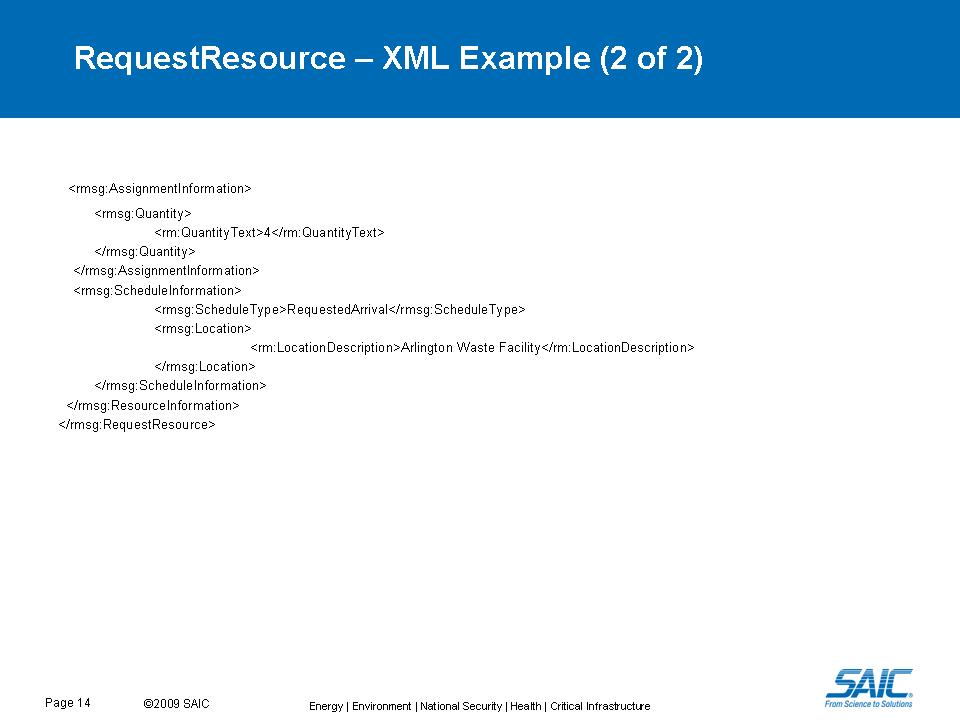 RequestResource – XML Example (2 of 2)
<rmsg:AssignmentInformation>
<rmsg:Quantity>
<rm:QuantityText>4</rm:QuantityText>
</rmsg:Quantity>
</rmsg:AssignmentInformation>
<rmsg:ScheduleInformation>
<rmsg:ScheduleType>RequestedArrival</rmsg:ScheduleType>
<rmsg:Location>
<rm:LocationDescription>Arlington Waste Facility</rm:LocationDescription>
</rmsg:Location>
</rmsg:ScheduleInformation>
</rmsg:ResourceInformation>
</rmsg:RequestResource>
SAIC
From Science to Solutions
Page 14
©2009 SAIC
Energy | Environment | National Security | Health | Critical Infrastructure